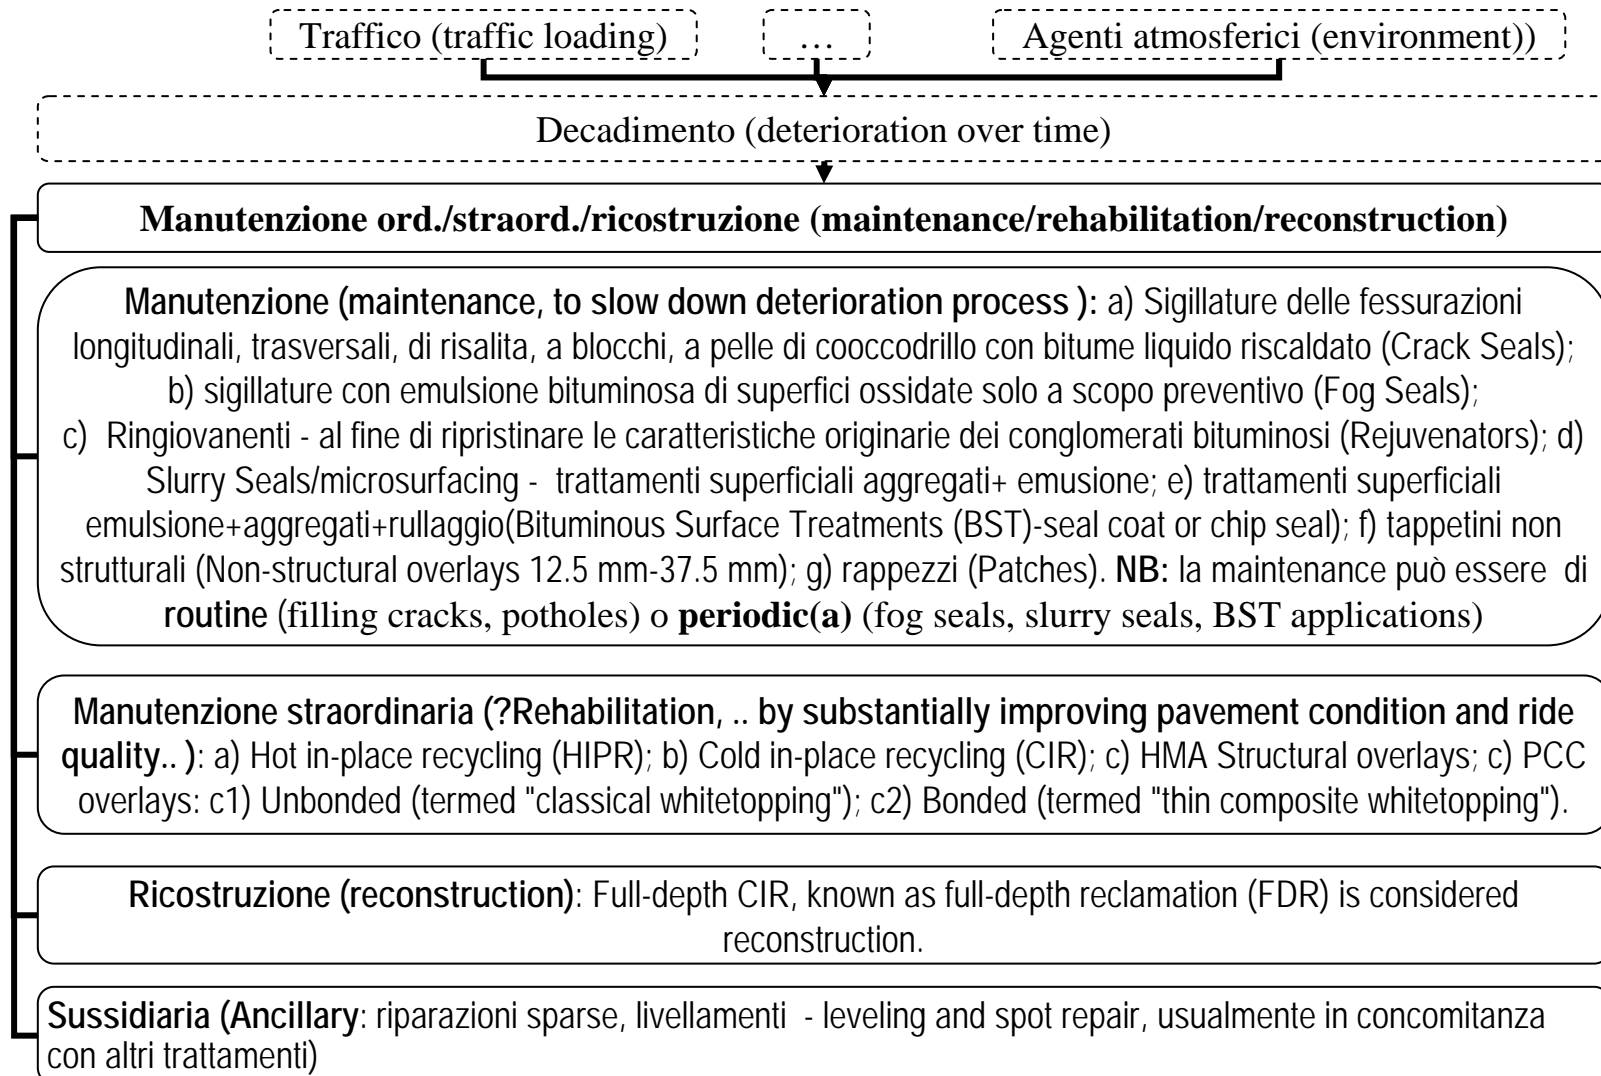 Traffico (traffic loading)
…
Agenti atmosferici (environment))
Decadimento (deterioration over time)
Manutenzione ord./straord./ricostruzione (maintenance/rehabilitation/reconstruction)
Manutenzione (maintenance, to slow down deterioration process ): a) Sigillature delle fessurazioni
longitudinali, trasversali, di risalita, a blocchi, a pelle di cooccodrillo con bitume liquido riscaldato (Crack Seals);
b) sigillature con emulsione bituminosa di superfici ossidate solo a scopo preventivo (Fog Seals);
c) Ringiovanenti - al fine di ripristinare le caratteristiche originarie dei conglomerati bituminosi (Rejuvenators); d)
Slurry Seals/microsurfacing - trattamenti superficiali aggregati+ emusione; e) trattamenti superficiali
emulsione+aggregati+rullaggio(Bituminous Surface Treatments (BST)-seal coat or chip seal); f) tappetini non
strutturali (Non-structural overlays 12.5 mm-37.5 mm); g) rappezzi (Patches). NB: la maintenance può essere di
routine (filling cracks, potholes) o periodic(a) (fog seals, slurry seals, BST applications)
Manutenzione straordinaria (?Rehabilitation, .. by substantially improving pavement condition and ride
quality.. ): a) Hot in-place recycling (HIPR); b) Cold in-place recycling (CIR); c) HMA Structural overlays; c) PCC
overlays: c1) Unbonded (termed "classical whitetopping"); c2) Bonded (termed "thin composite whitetopping").
Ricostruzione (reconstruction): Full-depth CIR, known as full-depth reclamation (FDR) is considered
reconstruction.
Sussidiaria (Ancillary: riparazioni sparse, livellamenti - leveling and spot repair, usualmente in concomitanza
con altri trattamenti)